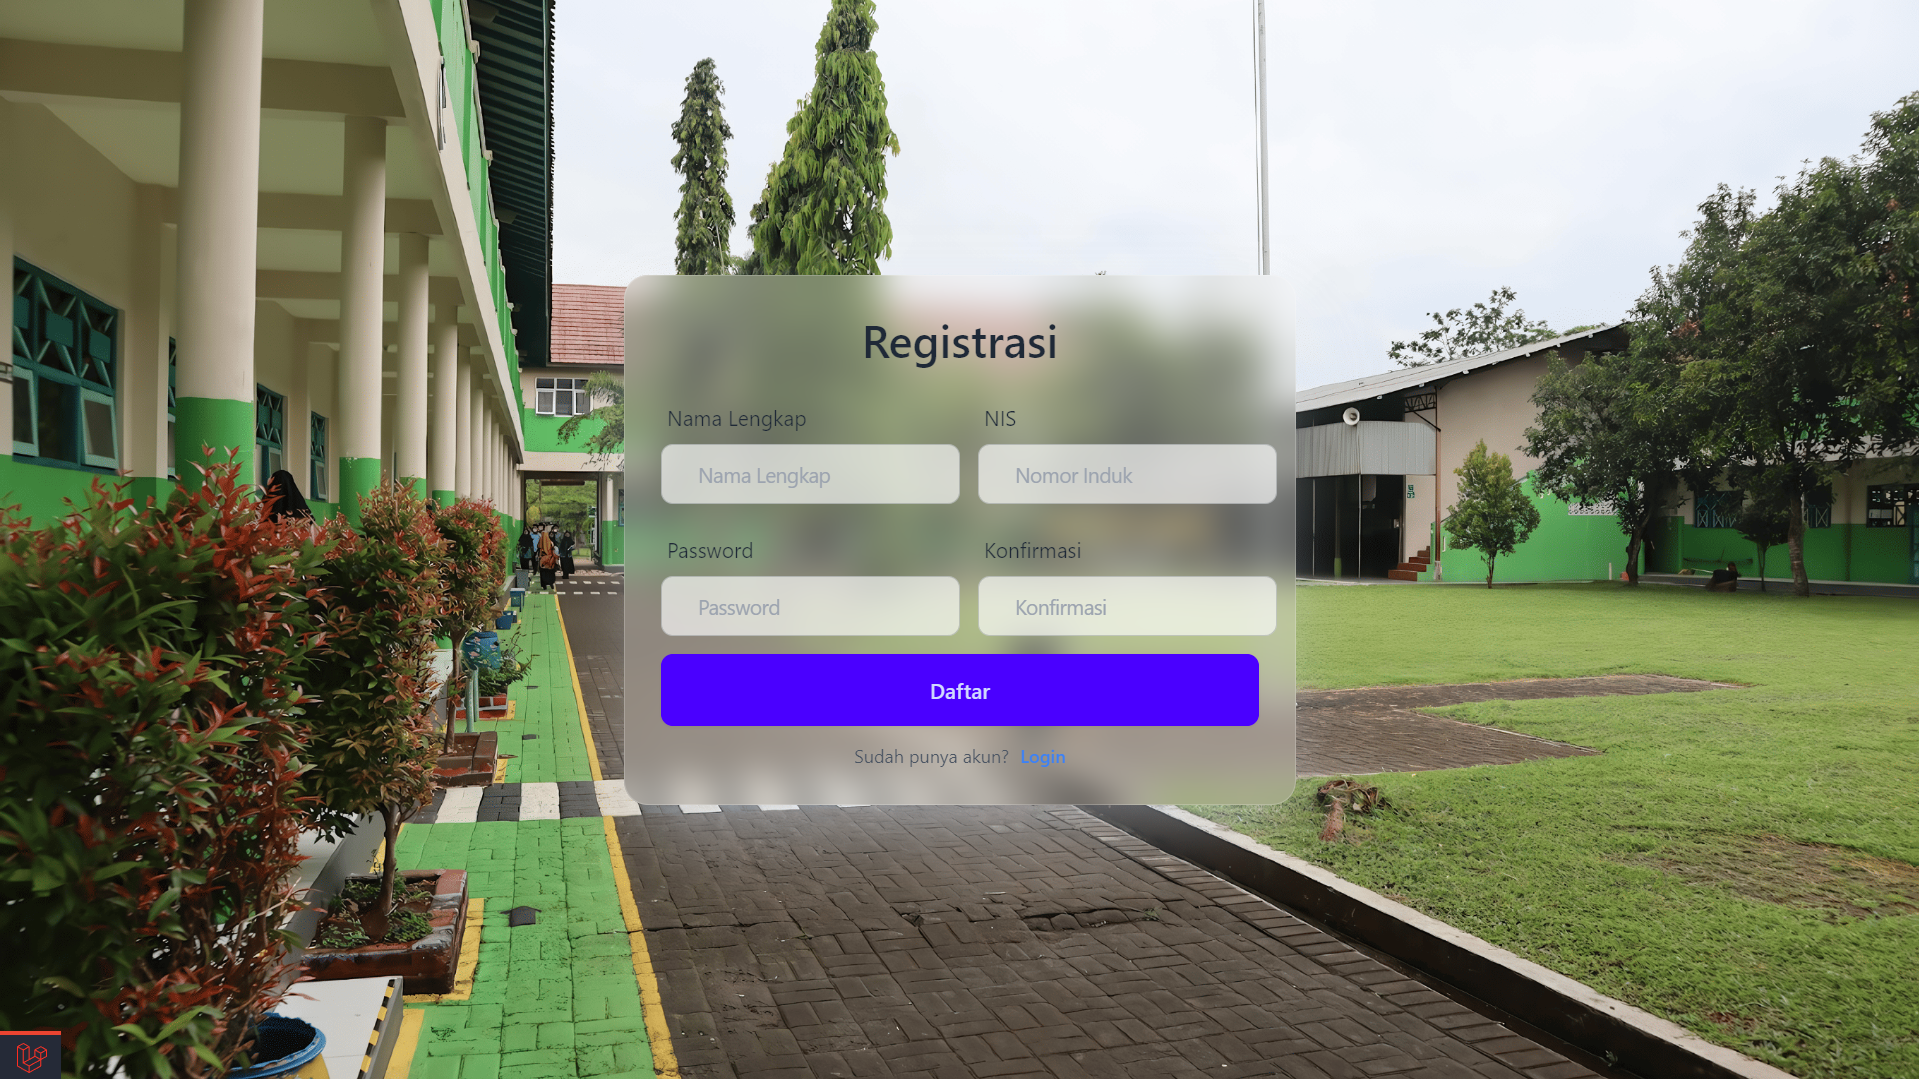 Registrasi
Nama Lengkap NIS
Nama Lengkap Nomor Induk
Password Konfirmasi
Password Konfirmasi
Daftar
Sudah punya akun? Login